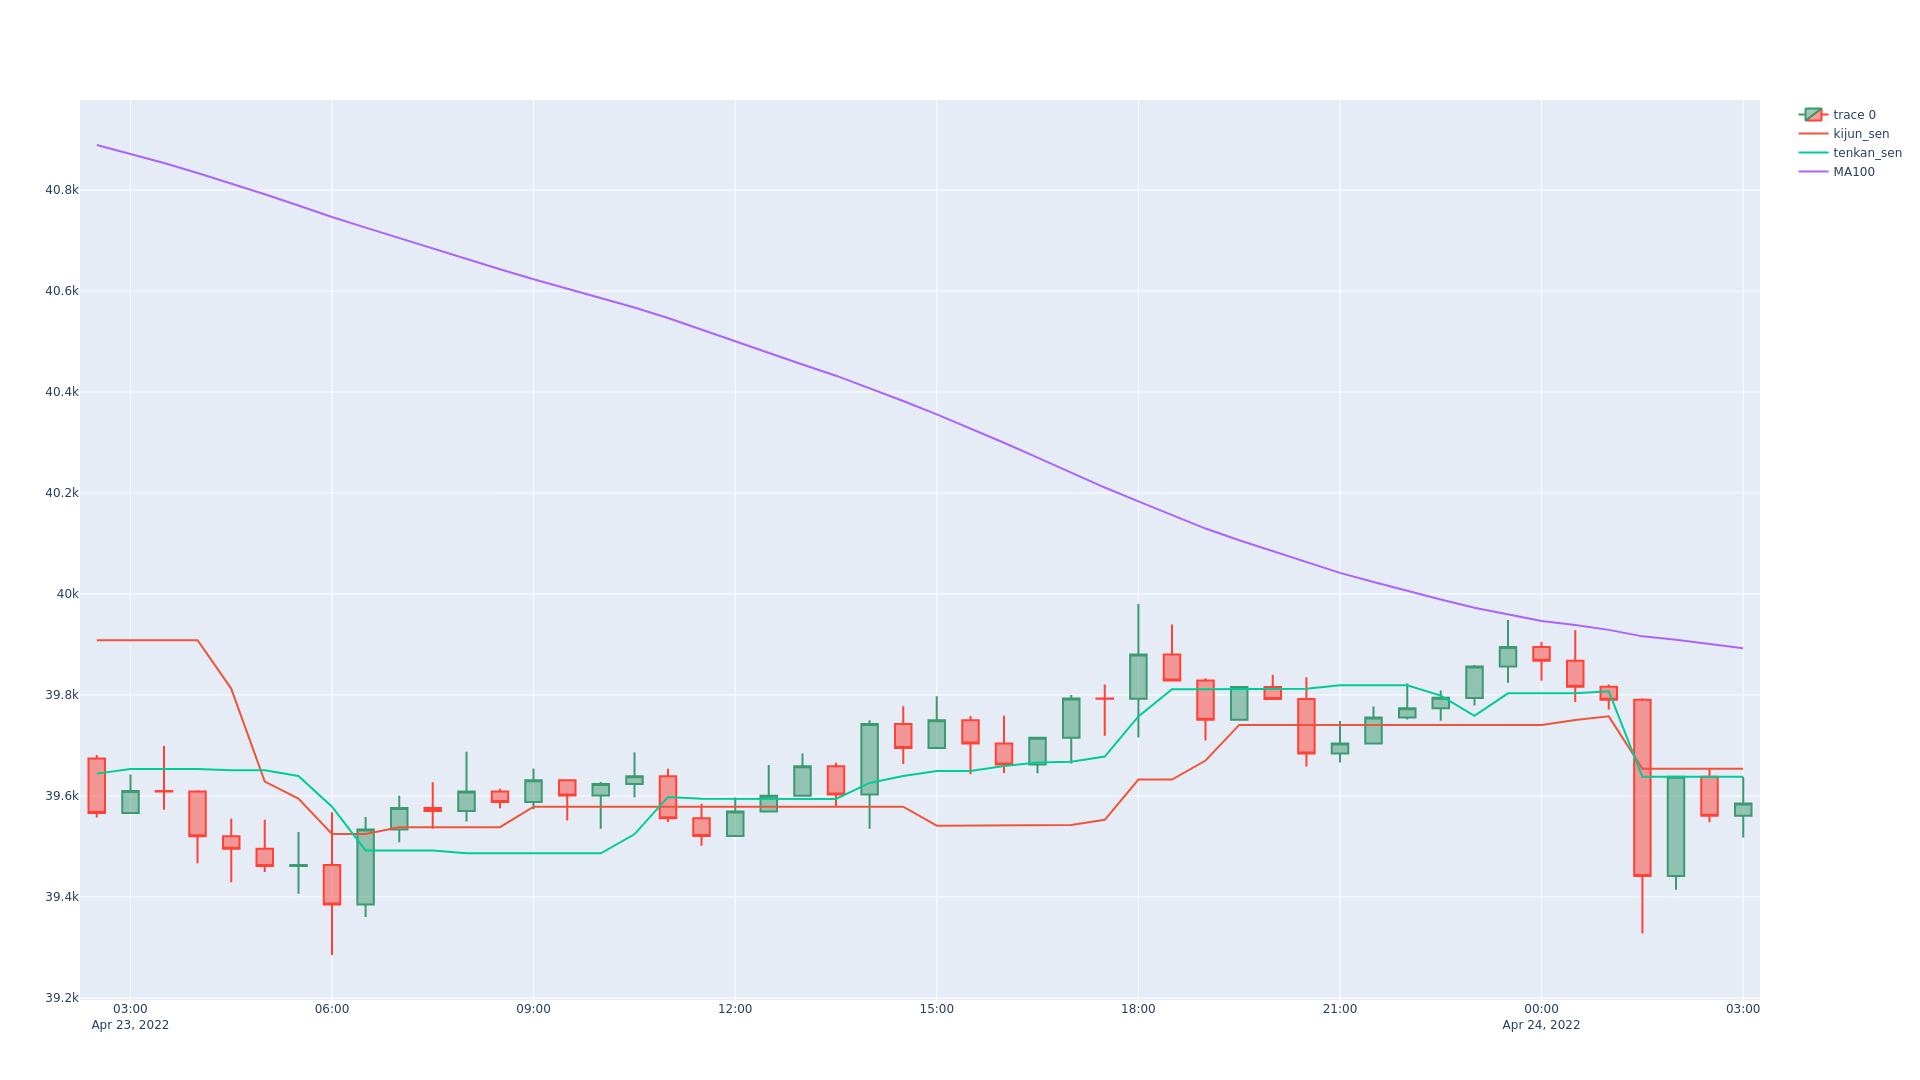 trace 0
kijun_sen
tenkan_sen
MA100
40.8k
40.6k
40.4k
40.2k
40k
39.8k
39.6k
39.4k
39.2k
03:00 06:00 09:00 12:00 15:00 18:00 21:00 00:00 03:00
Apr 23, 2022 Apr 24, 2022